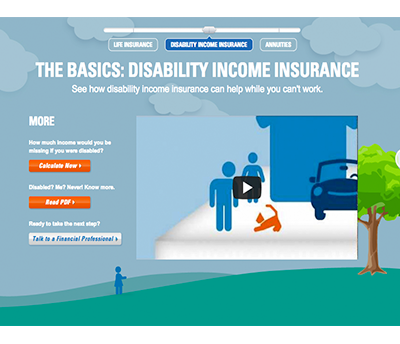 LIFE INSURANCE
DISABILITY INCOME INSURANCE
ANNUITIES
THE BASICS: DISABILITY INCOME INSURANCE
See how disability income insurance can help while you can't work.
MORE
How much income would you be
missing if you were disabled?
Calculate Now ›
Disabled? Me? Never! Know more.
Read PDF ›
Ready to take the next step?
Talk to a Financial Professional ›